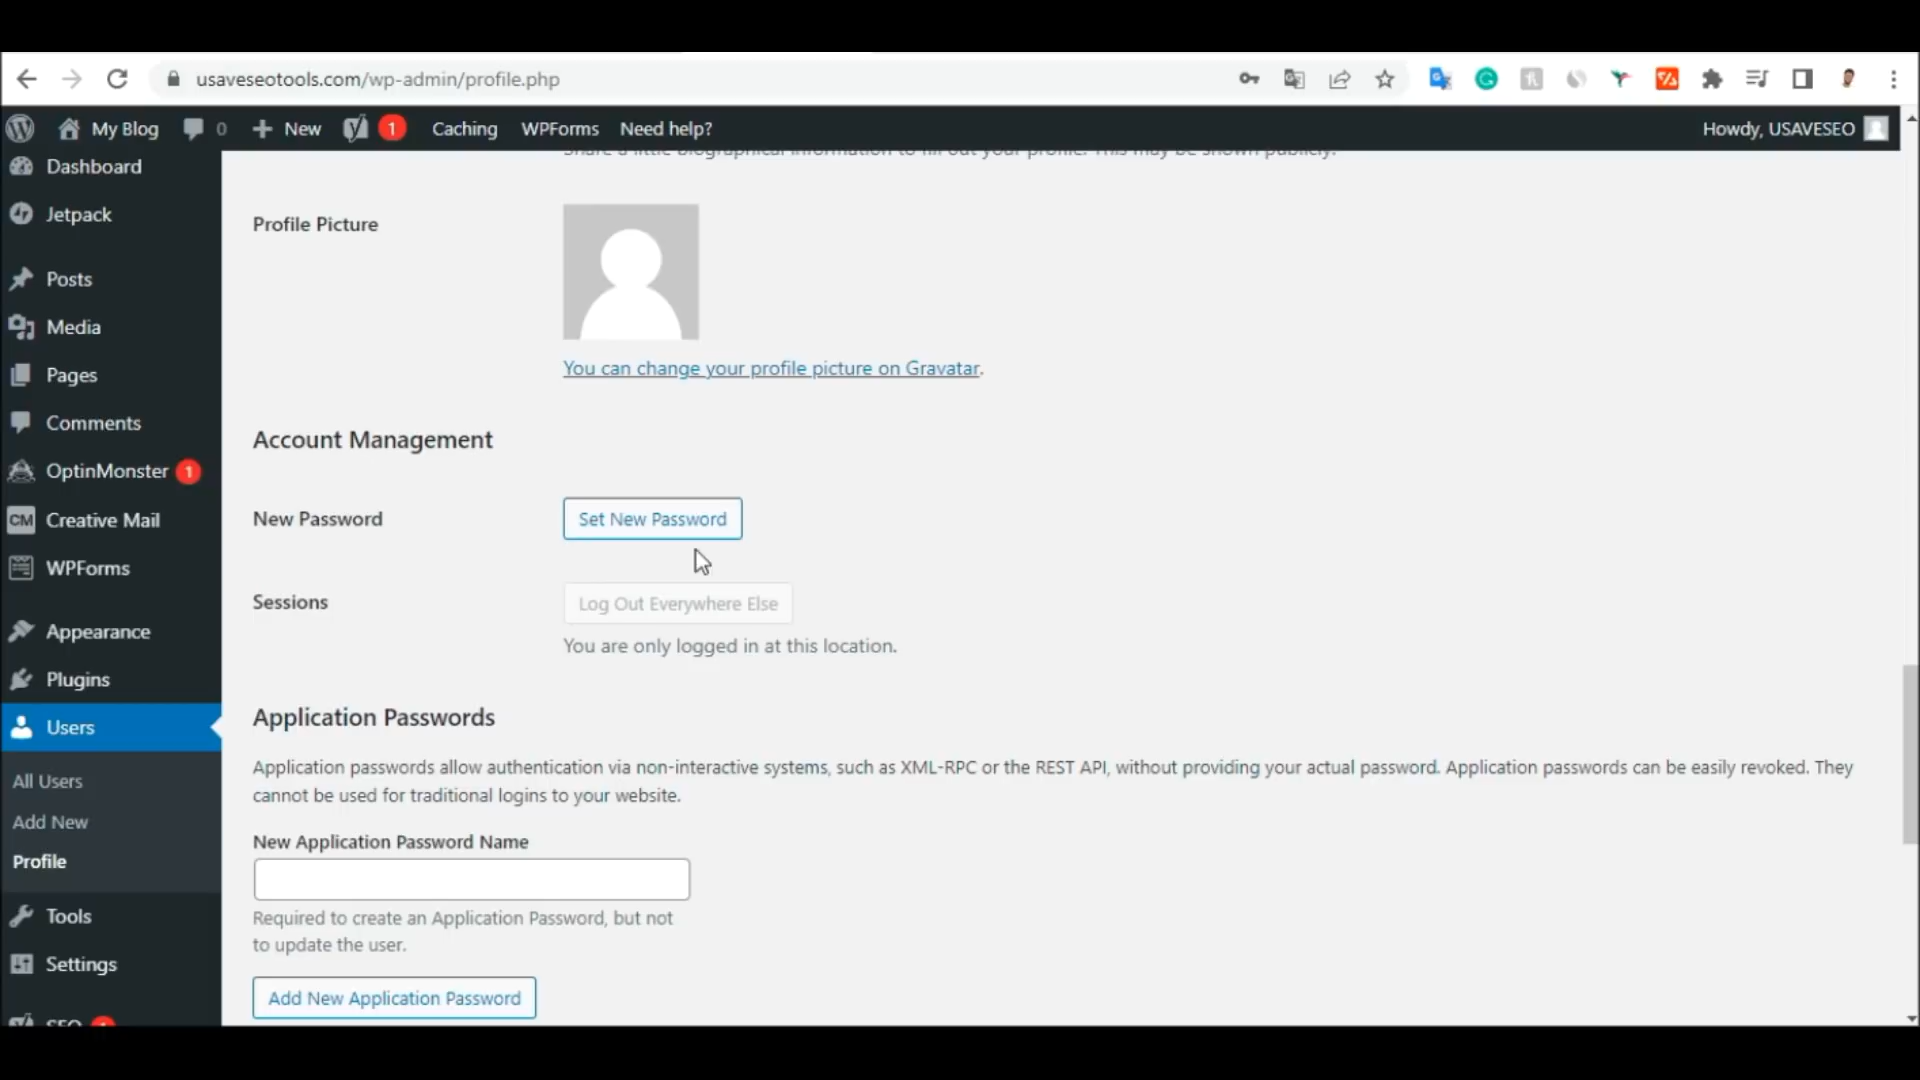 usaveseotools.com/wp-admin/profile.php
My Blog 0 New 1 Caching WPForms Need help? Howdy, USAVESEO
Dashboard
Jetpack
Posts
Media
Pages
Comments
OptinMonster 1
CM Creative Mail
WPForms
Appearance
Plugins
Users
All Users
Add New
Profile
Tools
Settings
SEO
Share a little biographical information to fill out your profile. This may be shown publicly.
Profile Picture
You can change your profile picture on Gravatar.
Account Management
New Password Set New Password
Sessions Log Out Everywhere Else
You are only logged in at this location.
Application Passwords
Application passwords allow authentication via non-interactive systems, such as XML-RPC or the REST API, without providing your actual password. Application passwords can be easily revoked. They
cannot be used for traditional logins to your website.
New Application Password Name
Required to create an Application Password, but not
to update the user.
Add New Application Password